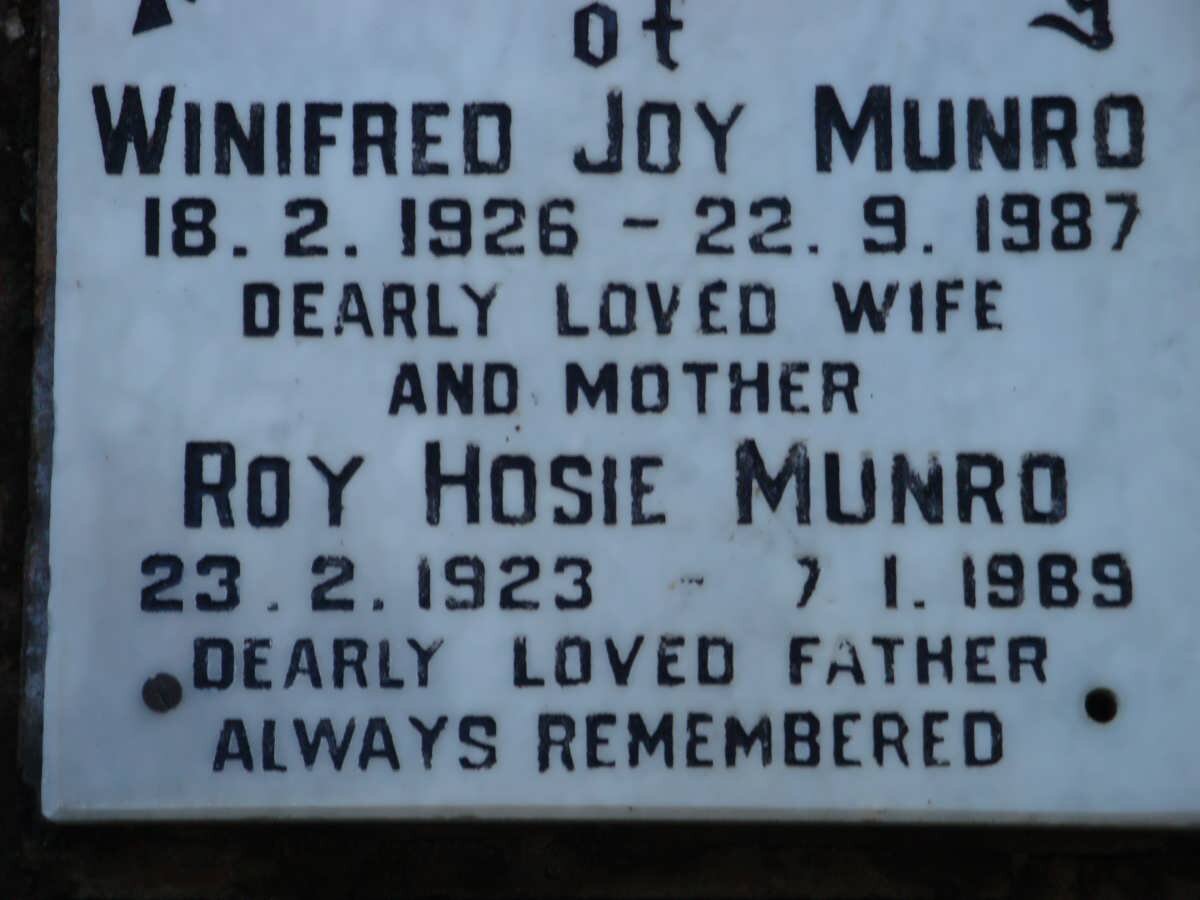 of
WINIFRED JOY MUNRO
18. 2. 1926 - 22. 9. 1987
DEARLY LOVED WIFE
AND MOTHER
ROY HOSIE MUNRO
23. 2. 1923 - 7 1. 1989
DEARLY LOVED FATHER
ALWAYS REMEMBERED